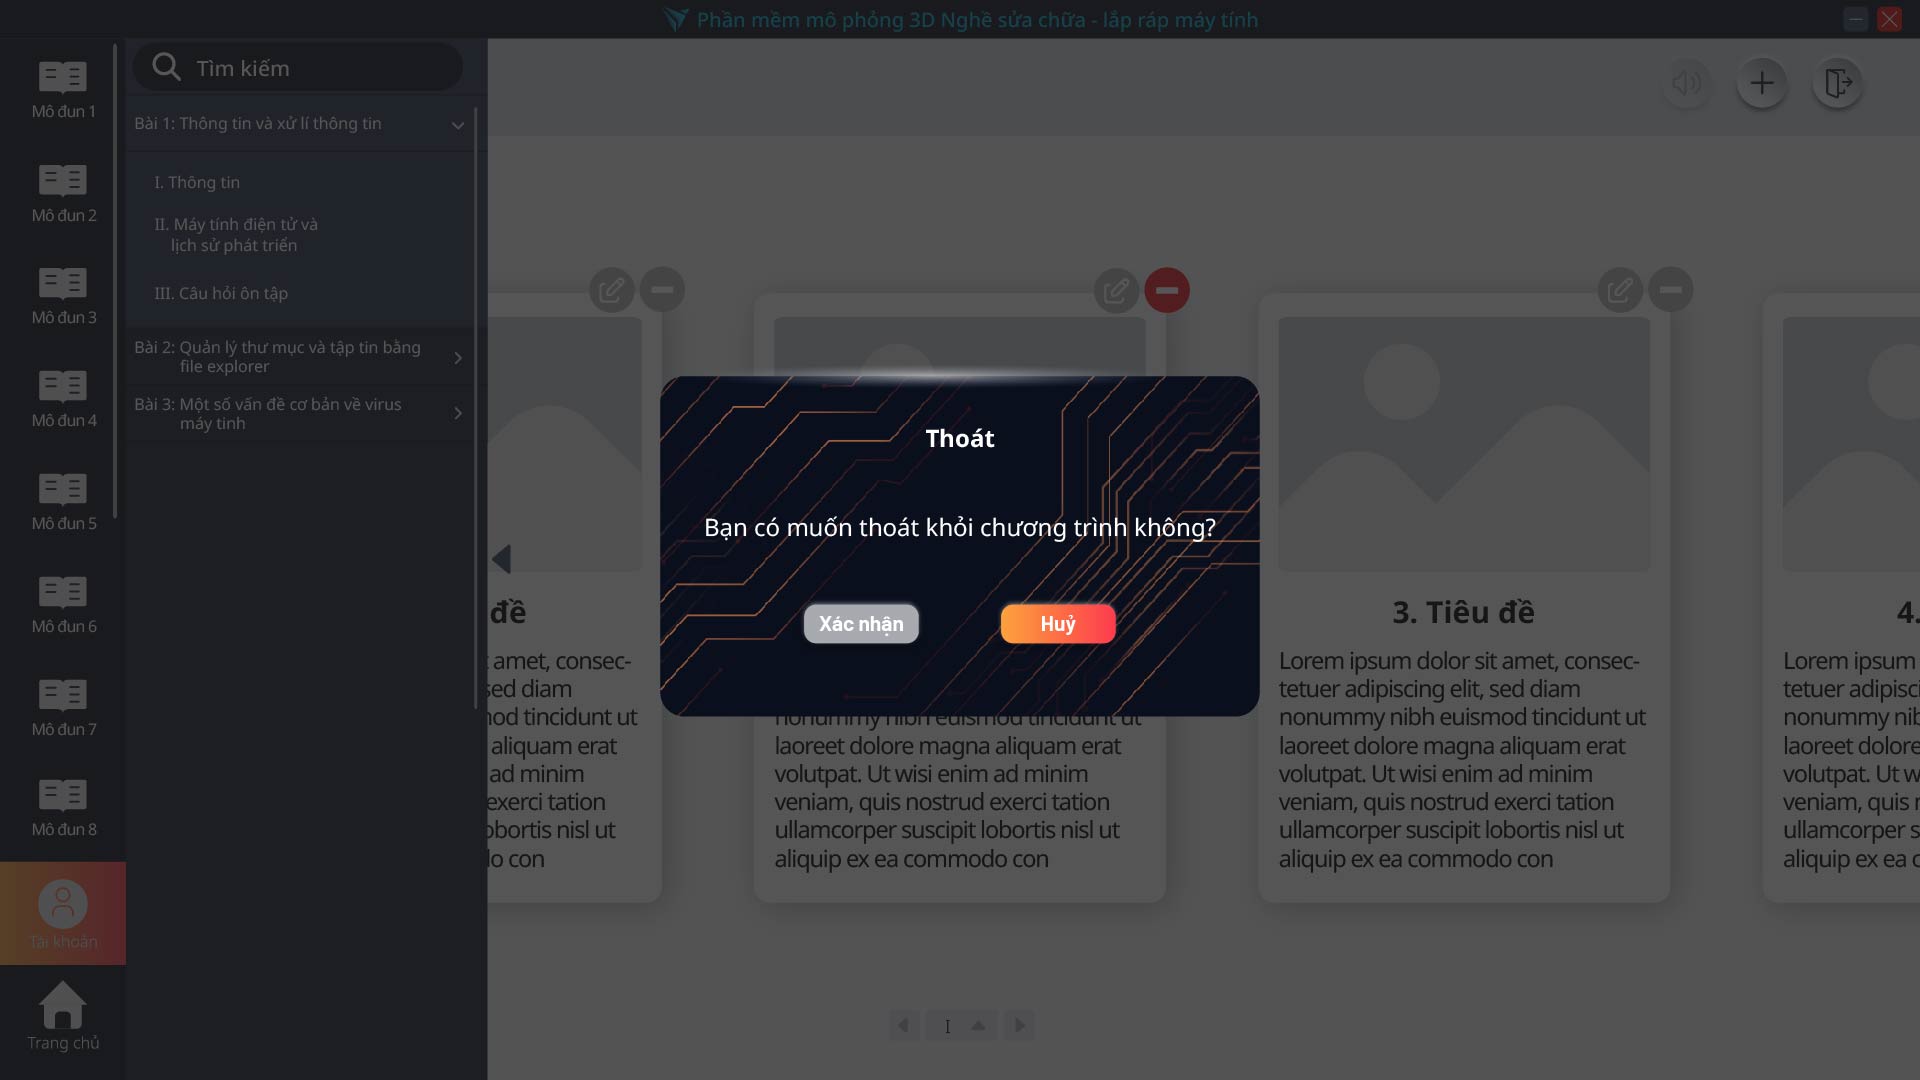 Phần mềm mô phỏng 3D Nghề sửa chữa - lắp ráp máy tính
Mô đun 1
Mô đun 2
Mô đun 3
Mô đun 4
Mô đun 5
Mô đun 6
Mô đun 7
Mô đun 8
Tài khoản
Trang chủ
Tìm kiếm
Bài 1: Thông tin và xử lí thông tin
I. Thông tin
II. Máy tính điện tử và
lịch sử phát triển
III. Câu hỏi ôn tập
Bài 2: Quản lý thư mục và tập tin bằng
file explorer
Bài 3: Một số vấn đề cơ bản về virus
máy tinh
đề
amet, consec-
sed diam
mod tincidunt ut
aliquam erat
ad minim
exerci tation
lobortis nisl ut
con
Thoát
Bạn có muốn thoát khỏi chương trình không?
Xác nhận
Huỷ
nonummy nibh euismod tincidunt ut
laoreet dolore magna aliquam erat
volutpat. Ut wisi enim ad minim
veniam, quis nostrud exerci tation
ullamcorper suscipit lobortis nisl ut
aliquip ex ea commodo con
3. Tiêu đề
Lorem ipsum dolor sit amet, consec-
tetuer adipiscing elit, sed diam
nonummy nibh euismod tincidunt ut
laoreet dolore magna aliquam erat
volutpat. Ut wisi enim ad minim
veniam, quis nostrud exerci tation
ullamcorper suscipit lobortis nisl ut
aliquip ex ea commodo con
4.
Lorem ipsum
tetuer adipisci
nonummy nib
laoreet dolore
volutpat. Ut w
veniam, quis n
ullamcorper s
aliquip ex ea c
I